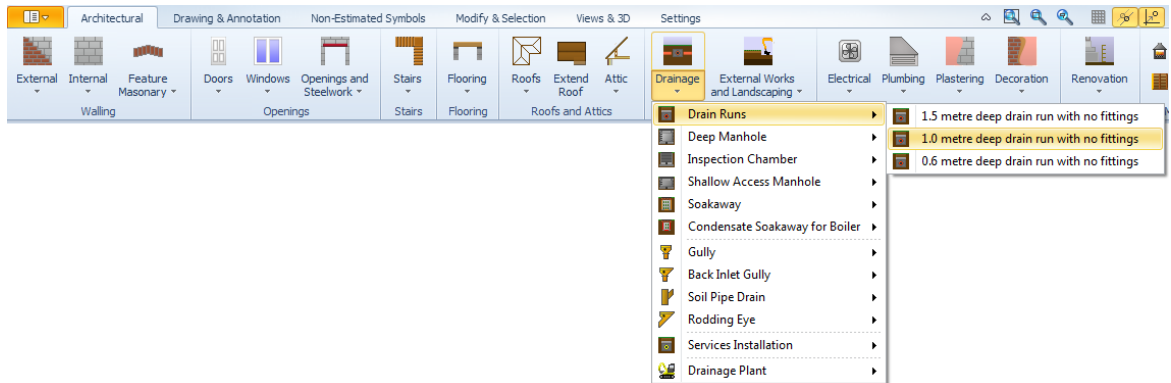 Architectural Drawing & Annotation Non-Estimated Symbols Modify & Selection Views & 3D Settings
External Internal Feature Masonary Doors Windows Openings and Steelwork Stairs Flooring Roofs Extend Roof Attic Drainage External Works and Landscaping Electrical Plumbing Plastering Decoration Renovation
Walling Openings Stairs Flooring Roofs and Attics
Drain Runs
1.5 metre deep drain run with no fittings
Deep Manhole
1.0 metre deep drain run with no fittings
Inspection Chamber
0.6 metre deep drain run with no fittings
Shallow Access Manhole
Soakaway
Condensate Soakaway for Boiler
Gully
Back Inlet Gully
Soil Pipe Drain
Rodding Eye
Services Installation
Drainage Plant